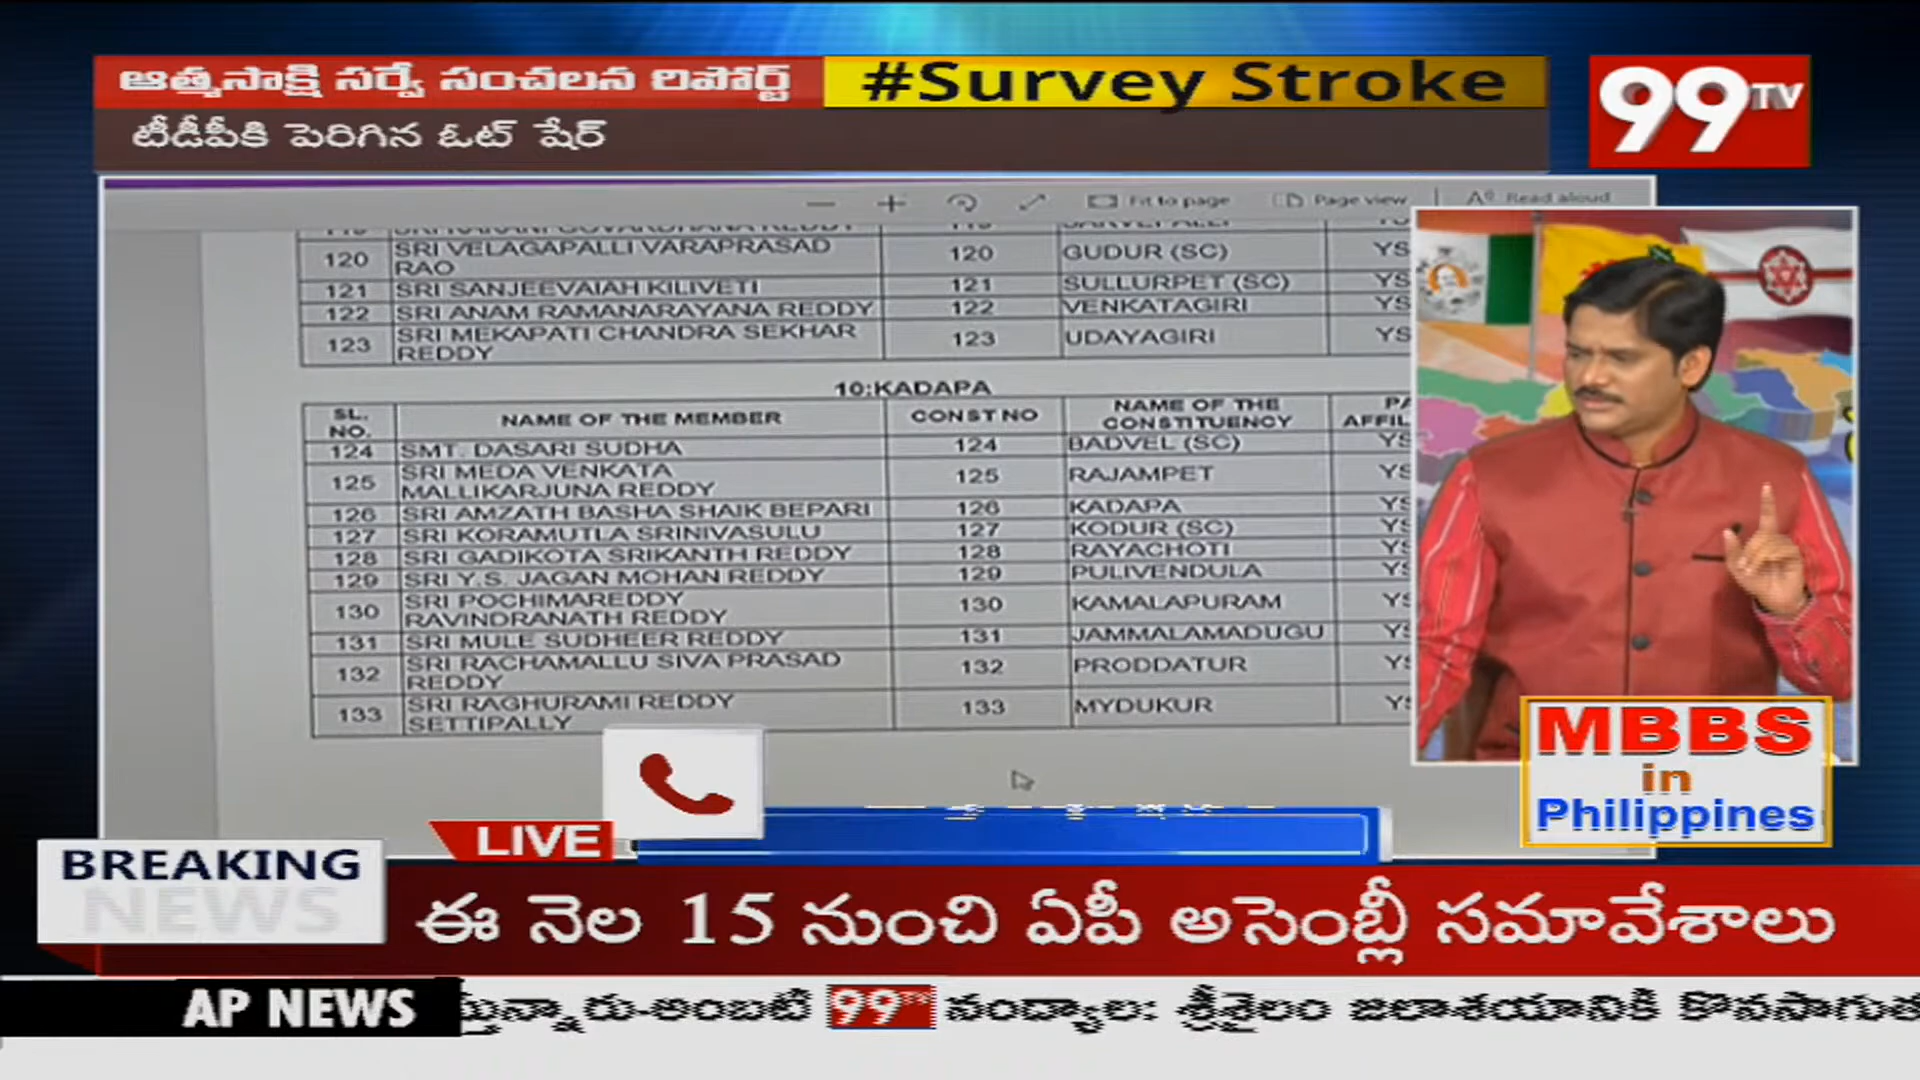 ఆత్మసాక్షి సర్వే సంచలన రిపోర్ట్
#Survey Stroke
99TV
టీడీపీకి పెరిగిన ఓట్ షేర్
Fit to page
Page view
Read aloud
120 SRI VELAGAPALLI VARAPRASAD RAO 120 GUDUR (SC) YS
121 SRI SANJEEVAIAH KILIVETI 121 SULLURPET (SC) YS
122 SRI ANAM RAMANARAYANA REDDY 122 VENKATAGIRI YS
123 SRI MEKAPATI CHANDRA SEKHAR REDDY 123 UDAYAGIRI YS
10:KADAPA
SL. NO. NAME OF THE MEMBER CONST NO NAME OF THE CONSTITUENCY PA AFFIL
124 SMT. DASARI SUDHA 124 BADVEL (SC) YS
125 SRI MEDA VENKATA MALLIKARJUNA REDDY 125 RAJAMPET YS
126 SRI AMZATH BASHA SHAIK BEPARI 126 KADAPA YS
127 SRI KORAMUTLA SRINIVASULU 127 KODUR (SC) YS
128 SRI GADIKOTA SRIKANTH REDDY 128 RAYACHOTI YS
129 SRI Y.S. JAGAN MOHAN REDDY 129 PULIVENDULA YS
130 SRI POCHIMAREDDY RAVINDRANATH REDDY 130 KAMALAPURAM YS
131 SRI MULE SUDHEER REDDY 131 JAMMALAMADUGU YS
132 SRI RACHAMALLU SIVA PRASAD REDDY 132 PRODDATUR YS
133 SRI RAGHURAMI REDDY SETTIPALLY 133 MYDUKUR YS
MBBS
in
Philippines
LIVE
BREAKING
NEWS
ఈ నెల 15 నుంచి ఏపీ అసెంబ్లీ సమావేశాలు
AP NEWS
స్తున్నారు-అంబటి 99TV నంద్యాల: శ్రీశైలం జలాశయానికి కొనసాగుత